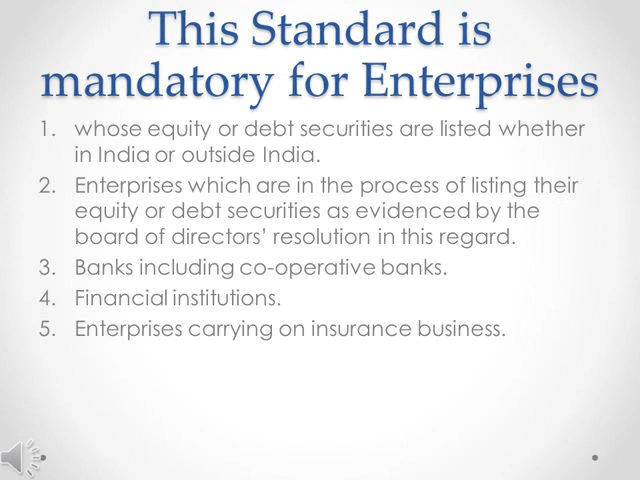 This Standard is
mandatory for Enterprises
1. whose equity or debt securities are listed whether
in India or outside India.
2. Enterprises which are in the process of listing their
equity or debt securities as evidenced by the
board of directors’ resolution in this regard.
3. Banks including co-operative banks.
4. Financial institutions.
5. Enterprises carrying on insurance business.